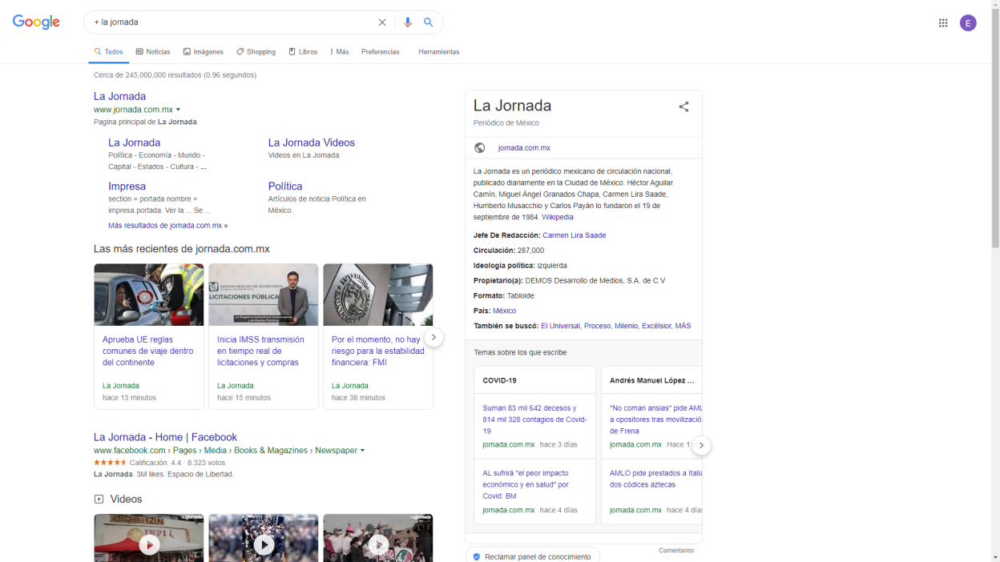 Google
+ la jornada
E
Todos
Noticias
Imágenes
Shopping
Libros
Más
Preferencias
Herramientas
Cerca de 245,000,000 resultados (0.96 segundos)
La Jornada
www.jornada.com.mx
Pagina principal de La Jornada.
La Jornada
Política - Economía - Mundo -
Capital - Estados - Cultura - ...
La Jornada Videos
Videos en La Jornada.
Impresa
section = portada nombre =
impresa.portada. Ver la ... Se ...
Política
Artículos de noticia Política en
México.
Más resultados de jornada.com.mx »
Las más recientes de jornada.com.mx
INSTITUTO MEXICANO DEL SEGURO SOCIAL
LICITACIONES PÚBLICA
Aprueba UE reglas
comunes de viaje dentro
del continente
La Jornada
hace 13 minutos
Inicia IMSS transmisión
en tiempo real de
licitaciones y compras
La Jornada
hace 15 minutos
Por el momento, no hay
riesgo para la estabilidad
financiera: FMI
La Jornada
hace 38 minutos
La Jornada - Home | Facebook
www.facebook.com › Pages › Media › Books & Magazines › Newspaper
Calificación: 4.4 · 8.323 votos
La Jornada. 3M likes. Espacio de Libertad.
Videos
EZLN
INPI
LaJornada
LaJornada
LaJornada
La Jornada
Periódico de México
jornada.com.mx
La Jornada es un periódico mexicano de circulación nacional,
publicado diariamente en la Ciudad de México. Héctor Aguilar
Camín, Miguel Ángel Granados Chapa, Carmen Lira Saade,
Humberto Musacchio y Carlos Payán lo fundaron el 19 de
septiembre de 1984. Wikipedia
Jefe De Redacción: Carmen Lira Saade
Circulación: 287,000
Ideología política: izquierda
Propietario(a): DEMOS Desarrollo de Medios, S.A. de C.V
Formato: Tabloide
País: México
También se buscó: El Universal, Proceso, Milenio, Excélsior, MÁS
Temas sobre los que escribe
COVID-19
Suman 83 mil 642 decesos y
814 mil 328 contagios de Covid-
19
jornada.com.mx hace 3 días
AL sufrirá "el peor impacto
económico y en salud" por
Covid: BM
jornada.com.mx hace 4 días
Andrés Manuel López ...
"No coman ansias" pide AML
a opositores tras movilizació
de Frena
jornada.com.mx Hace 1
AMLO pide prestados a Italia
dos códices aztecas
jornada.com.mx hace 4 días
Comentarios
Reclamar panel de conocimiento